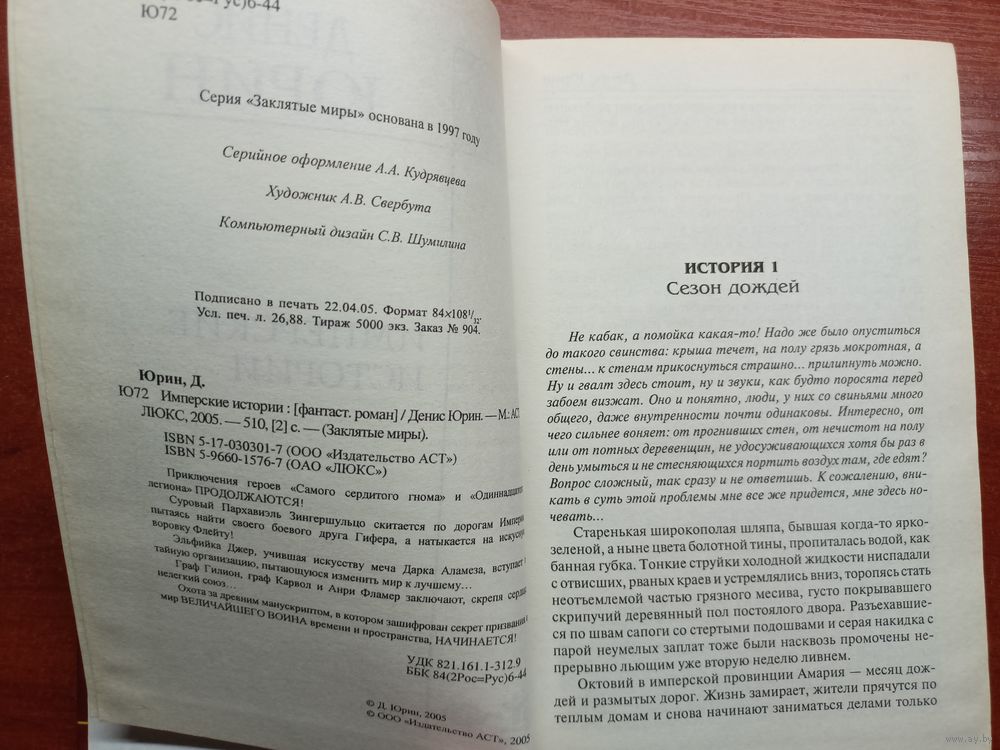 Рус)6-44
Ю72
Серия «Заклятые миры» основана в 1997 году
Серийное оформление А.А. Кудрявцева
Художник А.В. Свербута
Компьютерный дизайн С.В. Шумилина
Подписано в печать 22.04.05. Формат 84×108¹/₃₂.
Усл. печ. л. 26,88. Тираж 5000 экз. Заказ № 904.
Юрин, Д.
Ю72 Имперские истории : [фантаст. роман] / Денис Юрин. — М.: АСТ
ЛЮКС, 2005. — 510, [2] с. — (Заклятые миры).
ISBN 5-17-030301-7 (ООО «Издательство АСТ»)
ISBN 5-9660-1576-7 (ОАО «ЛЮКС»)
Приключения героев «Самого сердитого гнома» и «Одиннадцатого
легиона» ПРОДОЛЖАЮТСЯ!
Суровый Пархавиэль Зингершульцо скитается по дорогам Импери
пытаясь найти своего боевого друга Гифера, а натыкается на искусную
воровку Флейту!
Эльфийка Джер, учившая искусству меча Дарка Аламеза, вступает
тайную организацию, пытающуюся изменить мир к лучшему...
Граф Гилион, граф Карвол и Анри Фламер заключают, скрепя сердце
нелегкий союз...
Охота за древним манускриптом, в котором зашифрован секрет призвания
мир ВЕЛИЧАЙШЕГО ВОИНА времени и пространства, НАЧИНАЕТСЯ!
УДК 821.161.1-312.9
ББК 84(2Рос=Рус)6-44
© Д. Юрин, 2005
© ООО «Издательство АСТ», 2005
ИСТОРИЯ 1
Сезон дождей
Не кабак, а помойка какая-то! Надо же было опуститься
до такого свинства: крыша течет, на полу грязь мокротная, а
стены... к стенам прикоснуться страшно... прилипнуть можно.
Ну и гвалт здесь стоит, ну и звуки, как будто поросята перед
забоем визжат. Оно и понятно, люди, у них со свиньями много
общего, даже внутренности почти одинаковы. Интересно, от
чего сильнее воняет: от прогнивших стен, от нечистот на полу
или от потных деревенщин, не удосуживающихся хотя бы раз в
день умыться и не стесняющихся портить воздух там, где едят?
Вопрос сложный, так сразу и не ответишь. К сожалению, вни-
кать в суть этой проблемы мне все же придется, мне здесь но-
чевать...
Старенькая широкополая шляпа, бывшая когда-то ярко-
зеленой, а ныне цвета болотной тины, пропиталась водой, как
банная губка. Тонкие струйки холодной жидкости ниспадали
с отвисших, рваных краев и устремлялись вниз, торопясь стать
неотъемлемой частью грязного месива, густо покрывавшего
скрипучий деревянный пол постоялого двора. Разъехавшие-
ся по швам сапоги со стертыми подошвами и серая накидка с
парой неумелых заплат тоже были насквозь промочены не-
прерывно льющим уже вторую неделю ливнем.
Октовий в имперской провинции Амария — месяц дож-
дей и размытых дорог. Жизнь замирает, жители прячутся по
теплым домам и снова начинают заниматься делами только
www.ay.by